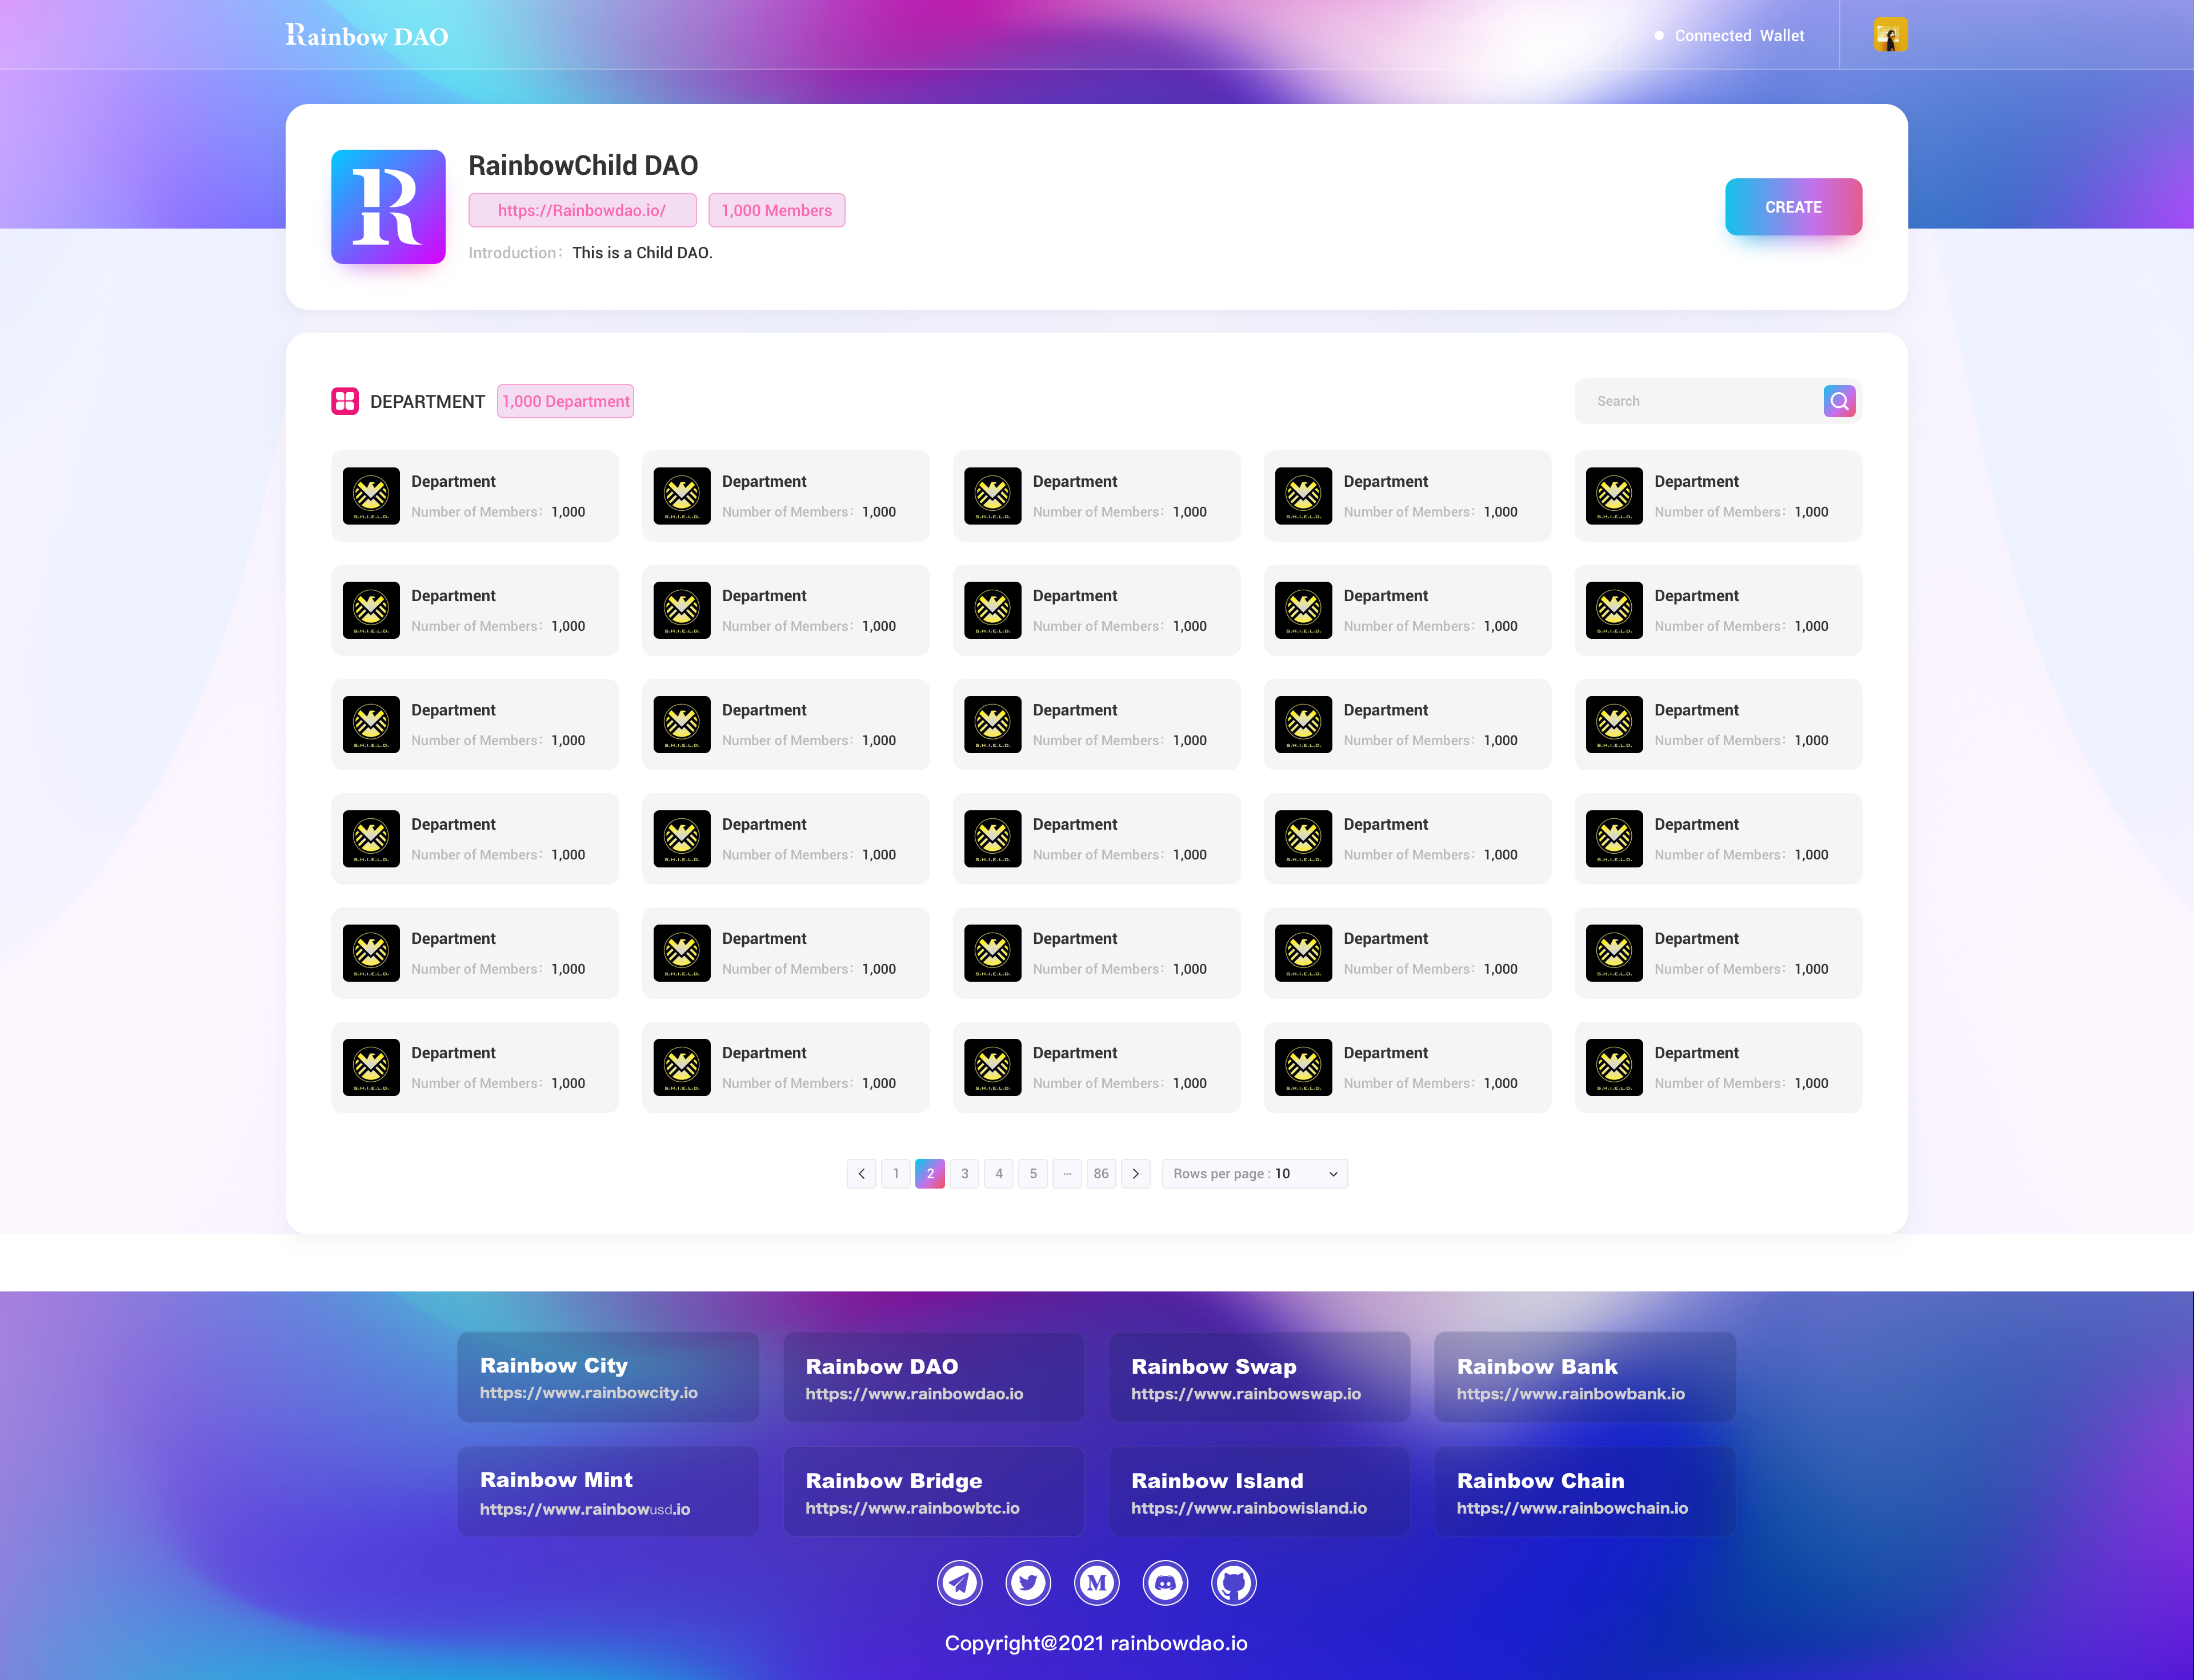 Rainbow DAO
Connected Wallet
R
RainbowChild DAO
https://Rainbowdao.io/ 1,000 Members
Introduction： This is a Child DAO.
CREATE
DEPARTMENT 1,000 Department
Search
Department Department Department Department Department
S.H.I.E.L.D. Number of Members： 1,000 S.H.I.E.L.D. Number of Members： 1,000 S.H.I.E.L.D. Number of Members： 1,000 S.H.I.E.L.D. Number of Members： 1,000 S.H.I.E.L.D. Number of Members： 1,000
Department Department Department Department Department
S.H.I.E.L.D. Number of Members： 1,000 S.H.I.E.L.D. Number of Members： 1,000 S.H.I.E.L.D. Number of Members： 1,000 S.H.I.E.L.D. Number of Members： 1,000 S.H.I.E.L.D. Number of Members： 1,000
Department Department Department Department Department
S.H.I.E.L.D. Number of Members： 1,000 S.H.I.E.L.D. Number of Members： 1,000 S.H.I.E.L.D. Number of Members： 1,000 S.H.I.E.L.D. Number of Members： 1,000 S.H.I.E.L.D. Number of Members： 1,000
Department Department Department Department Department
S.H.I.E.L.D. Number of Members： 1,000 S.H.I.E.L.D. Number of Members： 1,000 S.H.I.E.L.D. Number of Members： 1,000 S.H.I.E.L.D. Number of Members： 1,000 S.H.I.E.L.D. Number of Members： 1,000
Department Department Department Department Department
S.H.I.E.L.D. Number of Members： 1,000 S.H.I.E.L.D. Number of Members： 1,000 S.H.I.E.L.D. Number of Members： 1,000 S.H.I.E.L.D. Number of Members： 1,000 S.H.I.E.L.D. Number of Members： 1,000
Department Department Department Department Department
S.H.I.E.L.D. Number of Members： 1,000 S.H.I.E.L.D. Number of Members： 1,000 S.H.I.E.L.D. Number of Members： 1,000 S.H.I.E.L.D. Number of Members： 1,000 S.H.I.E.L.D. Number of Members： 1,000
1 2 3 4 5 ··· 86 Rows per page : 10
Rainbow City Rainbow DAO Rainbow Swap Rainbow Bank
https://www.rainbowcity.io https://www.rainbowdao.io https://www.rainbowswap.io https://www.rainbowbank.io
Rainbow Mint Rainbow Bridge Rainbow Island Rainbow Chain
https://www.rainbowusd.io https://www.rainbowbtc.io https://www.rainbowisland.io https://www.rainbowchain.io
M
Copyright@2021 rainbowdao.io